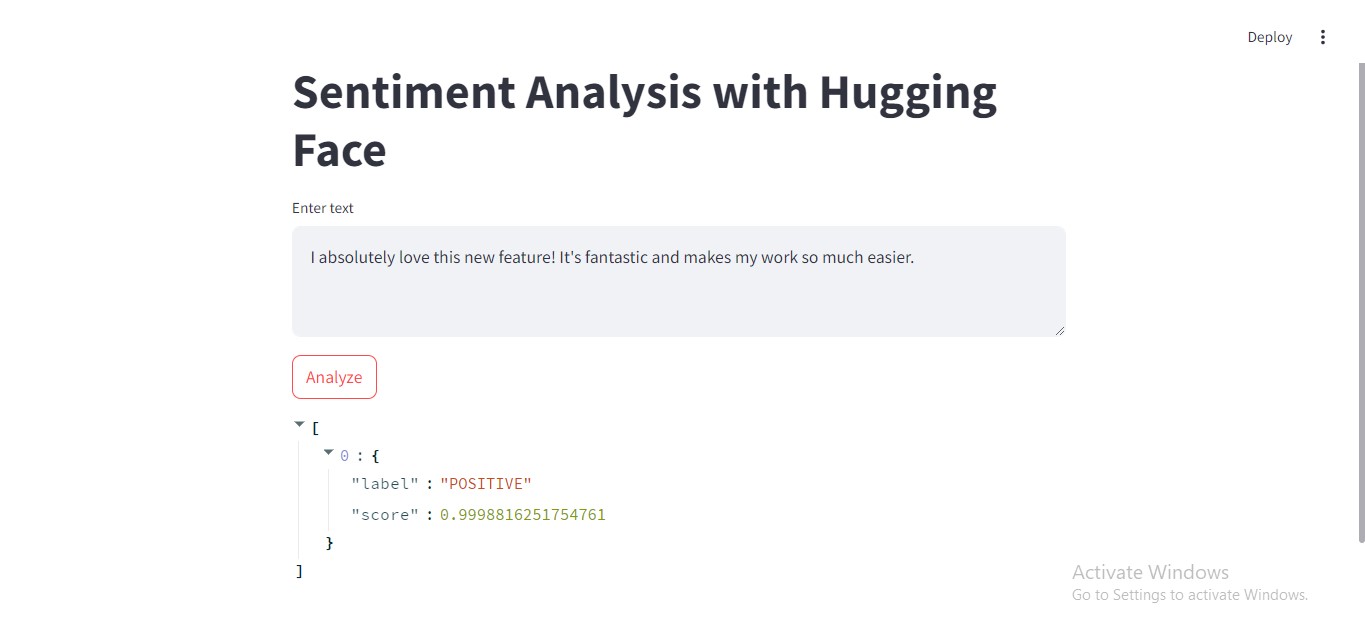 Deploy
Sentiment Analysis with Hugging
Face
Enter text
I absolutely love this new feature! It's fantastic and makes my work so much easier.
Analyze
[
0 : {
"label" : "POSITIVE"
"score" : 0.9998816251754761
}
]
Activate Windows
Go to Settings to activate Windows.